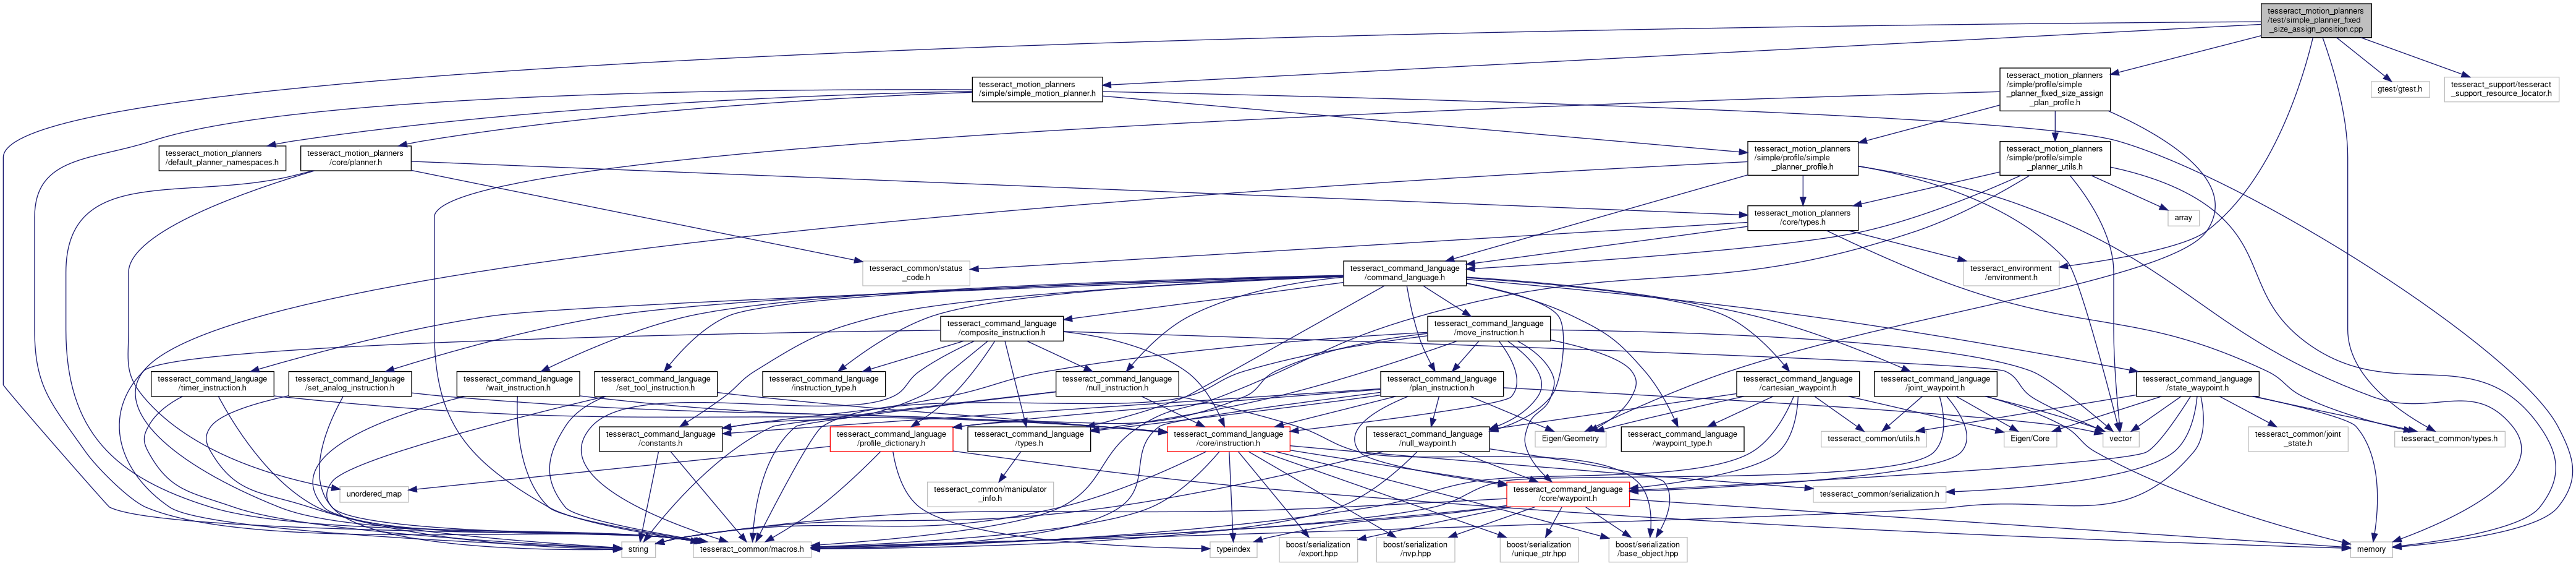 tesseract_motion_planners
/test/simple_planner_fixed
_size_assign_position.cpp
tesseract_motion_planners
/simple/simple_motion_planner.h
tesseract_motion_planners
/simple/profile/simple
_planner_fixed_size_assign
_plan_profile.h
gtest/gtest.h
tesseract_support/tesseract
_support_resource_locator.h
tesseract_motion_planners
/default_planner_namespaces.h
tesseract_motion_planners
/core/planner.h
tesseract_motion_planners
/simple/profile/simple
_planner_profile.h
tesseract_motion_planners
/simple/profile/simple
_planner_utils.h
tesseract_motion_planners
/core/types.h
array
tesseract_common/status
_code.h
tesseract_command_language
/command_language.h
tesseract_environment
/environment.h
tesseract_command_language
/composite_instruction.h
tesseract_command_language
/move_instruction.h
tesseract_command_language
/timer_instruction.h
tesseract_command_language
/set_analog_instruction.h
tesseract_command_language
/wait_instruction.h
tesseract_command_language
/set_tool_instruction.h
tesseract_command_language
/instruction_type.h
tesseract_command_language
/null_instruction.h
tesseract_command_language
/plan_instruction.h
tesseract_command_language
/cartesian_waypoint.h
tesseract_command_language
/joint_waypoint.h
tesseract_command_language
/state_waypoint.h
tesseract_command_language
/constants.h
tesseract_command_language
/profile_dictionary.h
tesseract_command_language
/types.h
tesseract_command_language
/core/instruction.h
tesseract_command_language
/null_waypoint.h
Eigen/Geometry
tesseract_command_language
/waypoint_type.h
tesseract_common/utils.h
Eigen/Core
vector
tesseract_common/joint
_state.h
tesseract_common/types.h
unordered_map
tesseract_common/manipulator
_info.h
tesseract_command_language
/core/waypoint.h
tesseract_common/serialization.h
string
tesseract_common/macros.h
typeindex
boost/serialization
/export.hpp
boost/serialization
/nvp.hpp
boost/serialization
/unique_ptr.hpp
boost/serialization
/base_object.hpp
memory